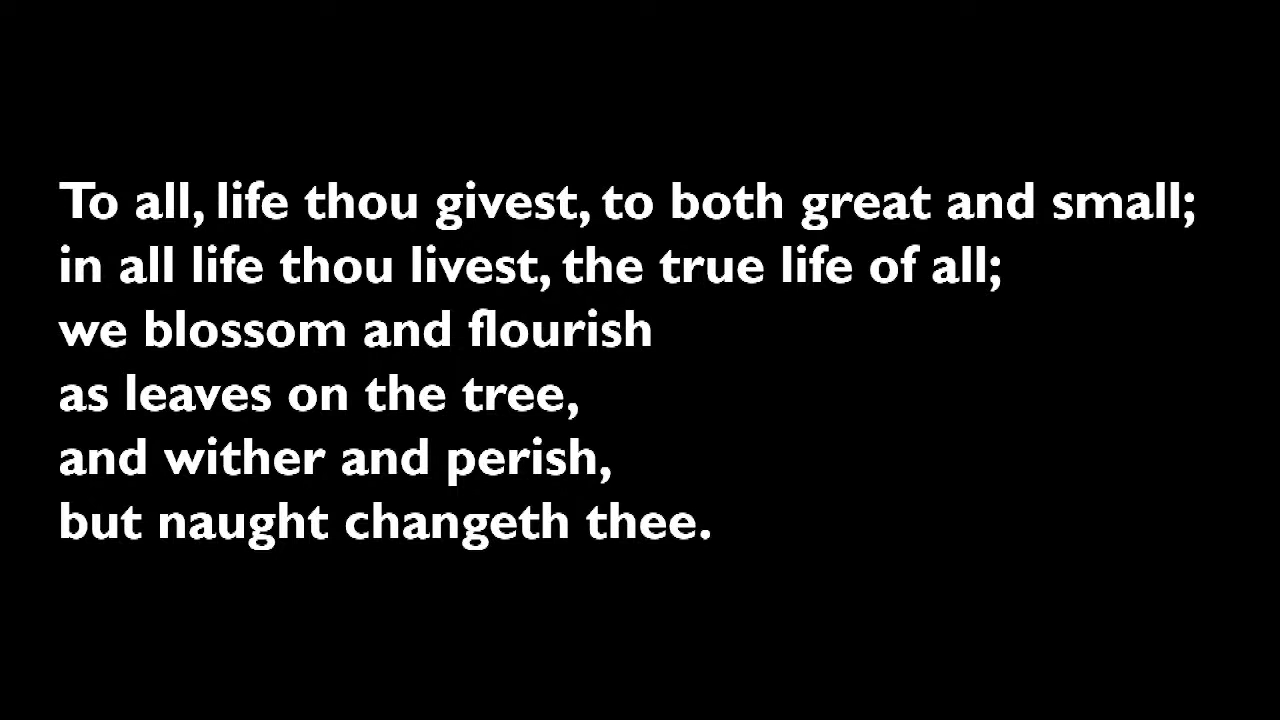 To all, life thou givest, to both great and small;
in all life thou livest, the true life of all;
we blossom and flourish
as leaves on the tree,
and wither and perish,
but naught changeth thee.